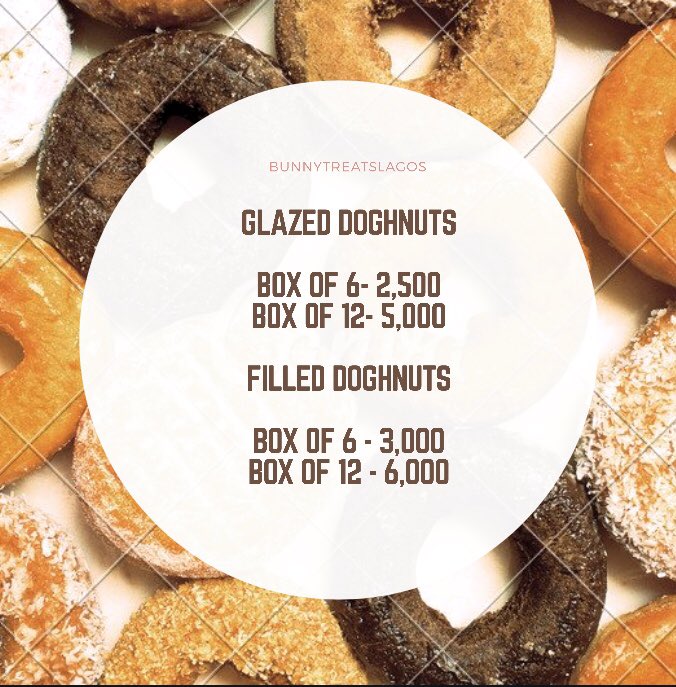 BUNNYTREATSLAGOS
GLAZED DOGHNUTS
BOX OF 6- 2,500
BOX OF 12- 5,000
FILLED DOGHNUTS
BOX OF 6 - 3,000
BOX OF 12 - 6,000